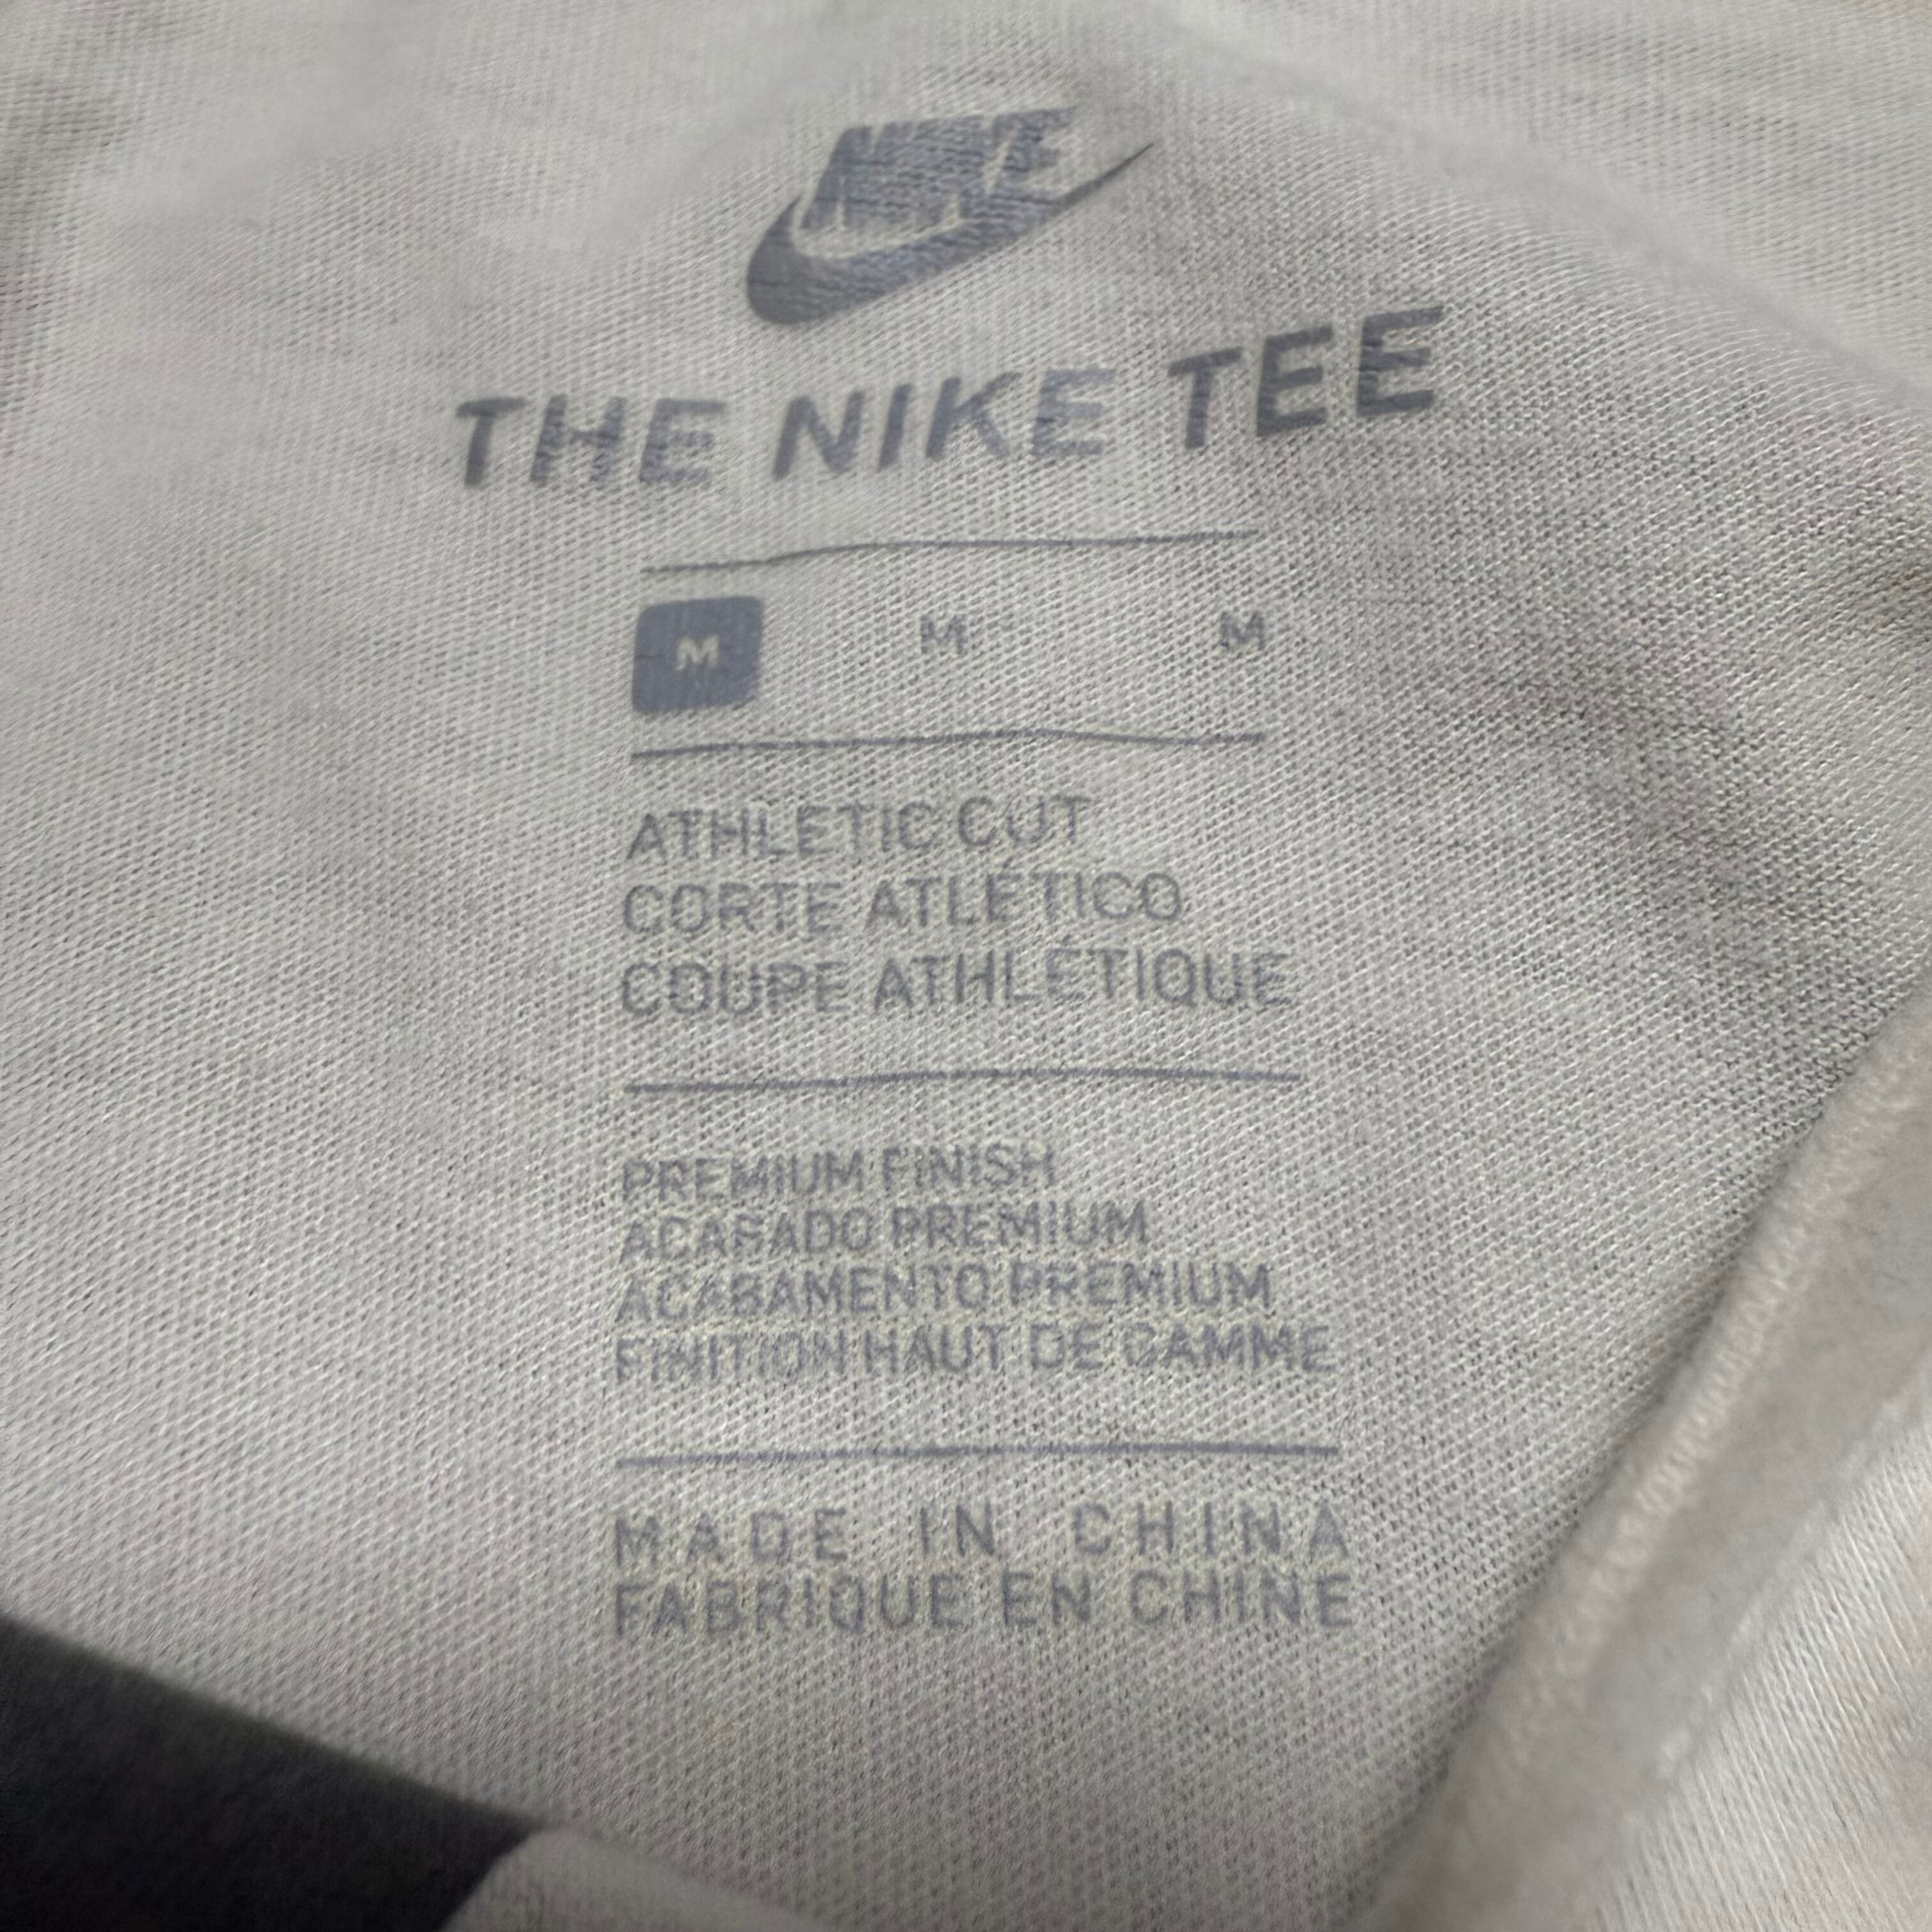 NIKE
THE NIKE TEE
M M M
ATHLETIC CUT
CORTE ATLÉTICO
COUPE ATHLÉTIQUE
PREMIUM FINISH
ACABADO PREMIUM
ACABAMENTO PREMIUM
FINITION HAUT DE GAMME
MADE IN CHINA
FABRIQUE EN CHINE